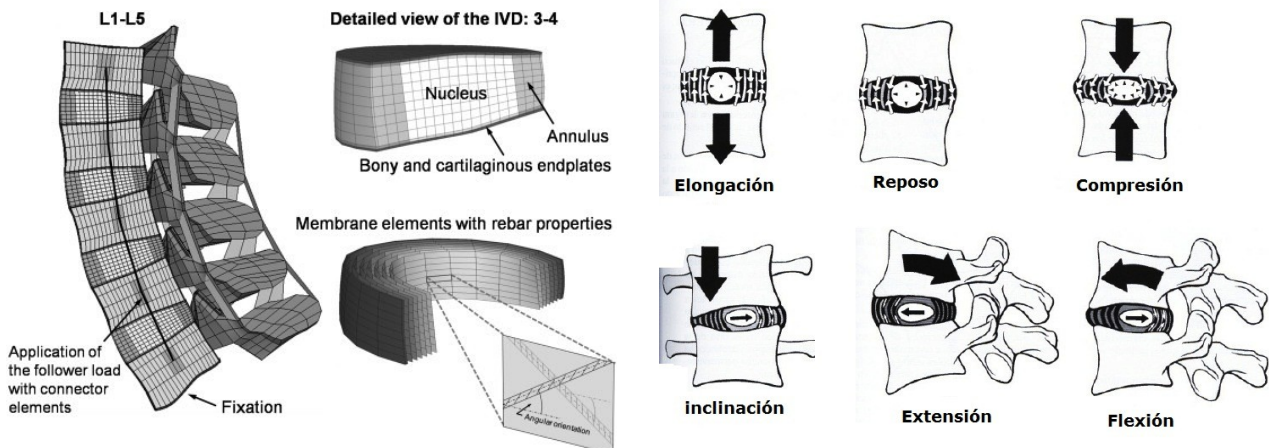 L1-L5
Detailed view of the IVD: 3-4
Nucleus
Annulus
Bony and cartilaginous endplates
Membrane elements with rebar properties
Application of
the follower load
with connector
elements
Fixation
Angular orientation
Elongación
Reposo
Compresión
inclinación
Extensión
Flexión